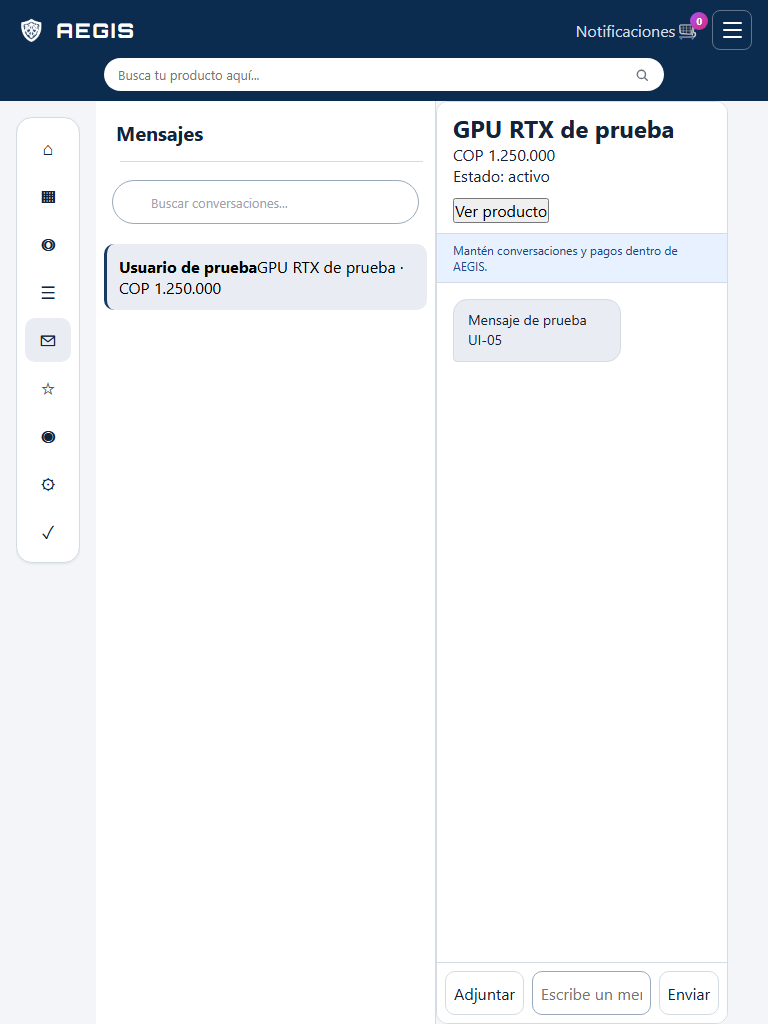 AEGIS
Notificaciones
0
Busca tu producto aquí...
Mensajes
Buscar conversaciones...
Usuario de pruebaGPU RTX de prueba ·
COP 1.250.000
GPU RTX de prueba
COP 1.250.000
Estado: activo
Ver producto
Mantén conversaciones y pagos dentro de
AEGIS.
Mensaje de prueba
UI-05
Adjuntar
Escribe un men
Enviar